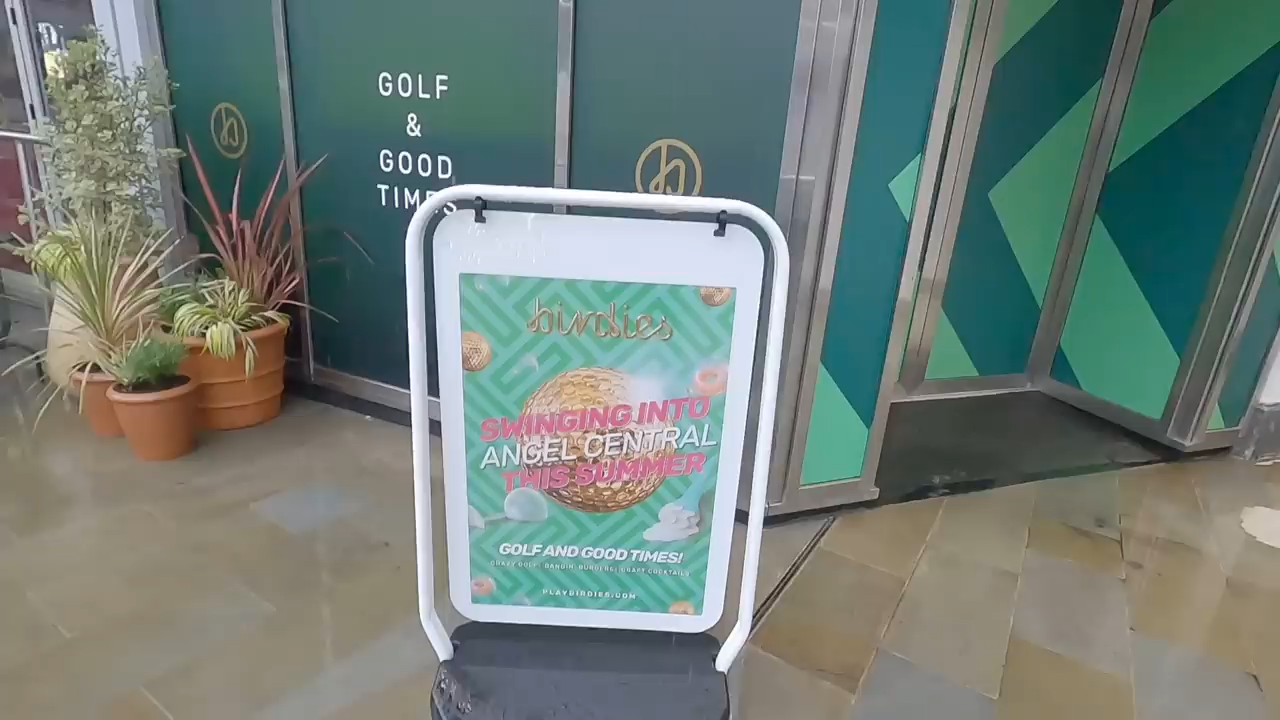 GOLF
&
GOOD
TIMES
birdies
SWINGING INTO
ANGEL CENTRAL
THIS SUMMER
GOLF AND GOOD TIMES!
CRAZY GOLF | BANGIN' BURGERS | CRAFT COCKTAILS
PLAYBIRDIES.COM